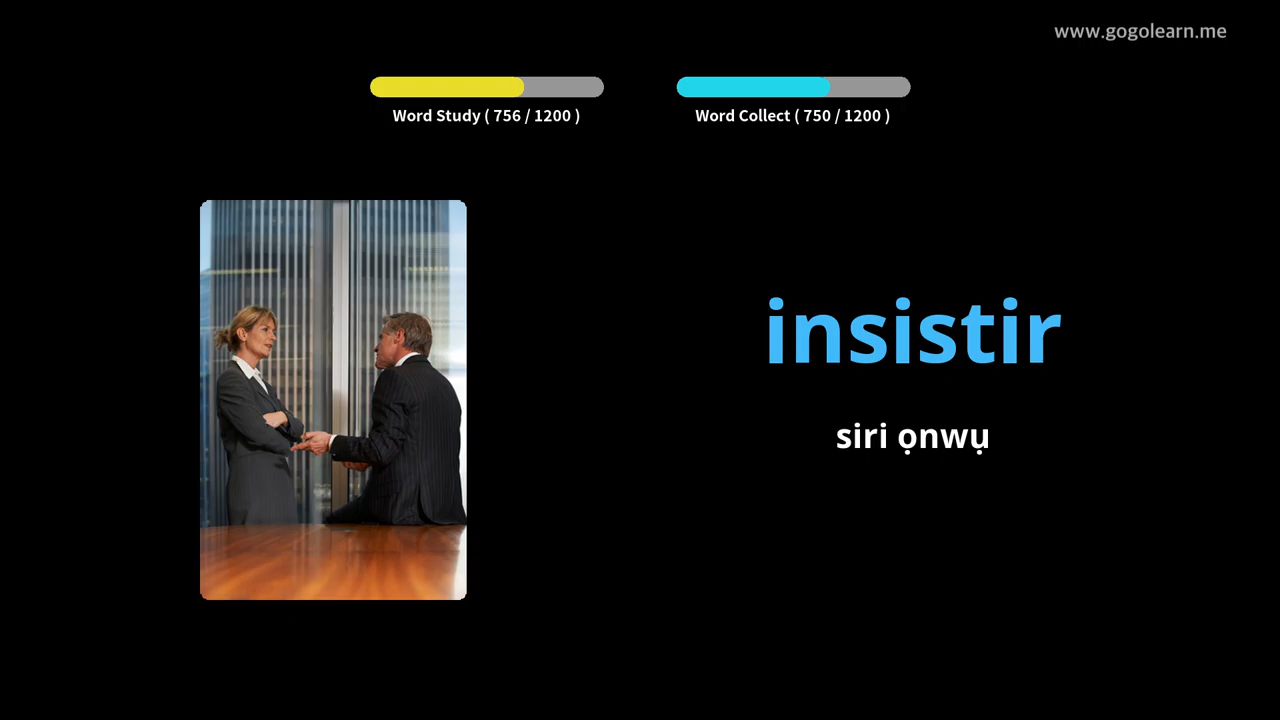 www.gogolearn.me
Word Study ( 756 / 1200 )
Word Collect ( 750 / 1200 )
insistir
siri ọnwụ